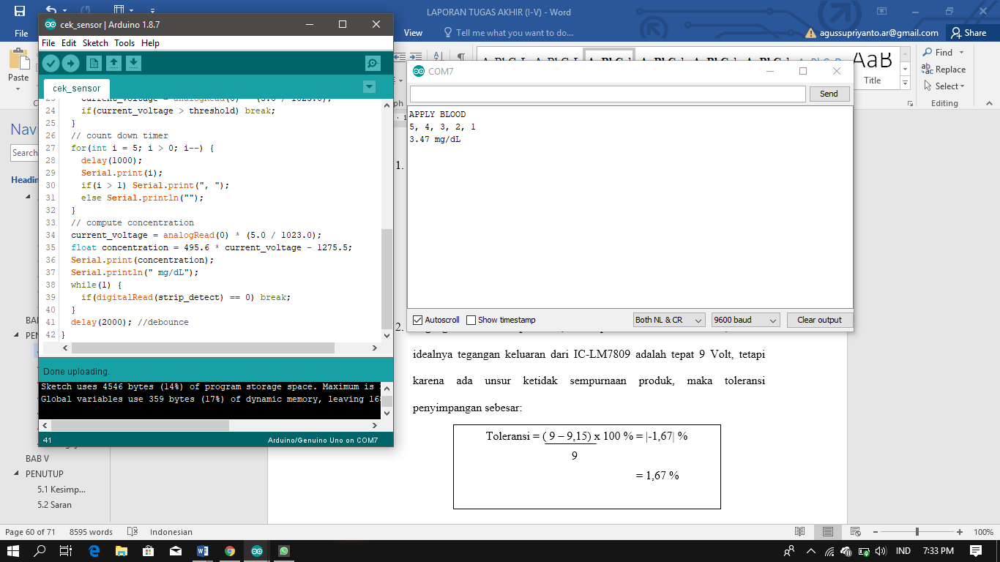 LAPORAN TUGAS AKHIR (I-V) - Word
File
View
Tell me what you want to do...
agussupriyanto.ar@gmail.com
Share
Paste
Title
Find
Replace
Select
Editing
Nav
Search
Headin
BAB V
PENUTUP
5.1 Kesimp...
5.2 Saran
cek_sensor | Arduino 1.8.7
File Edit Sketch Tools Help
cek_sensor
23 current_voltage = analogRead(0) * (5.0 / 1023.0);
24 if(current_voltage > threshold) break;
25 }
26 // count down timer
27 for(int i = 5; i > 0; i--) {
28 delay(1000);
29 Serial.print(i);
30 if(i > 1) Serial.print(", ");
31 else Serial.println("");
32 }
33 // compute concentration
34 current_voltage = analogRead(0) * (5.0 / 1023.0);
35 float concentration = 495.6 * current_voltage - 1275.5;
36 Serial.print(concentration);
37 Serial.println(" mg/dL");
38 while(1) {
39 if(digitalRead(strip_detect) == 0) break;
40 }
41 delay(2000); //debounce
42 }
Done uploading.
Sketch uses 4546 bytes (14%) of program storage space. Maximum is
Global variables use 359 bytes (17%) of dynamic memory, leaving 16
41
Arduino/Genuino Uno on COM7
COM7
Send
APPLY BLOOD
5, 4, 3, 2, 1
3.47 mg/dL
Autoscroll
Show timestamp
Both NL & CR
9600 baud
Clear output
1.
2.
idealnya tegangan keluaran dari IC-LM7809 adalah tepat 9 Volt, tetapi
karena ada unsur ketidak sempurnaan produk, maka toleransi
penyimpangan sebesar:
Toleransi = ( 9 – 9,15) x 100 % = |-1,67| %
9
= 1,67 %
Page 60 of 71
8595 words
Indonesian
100%
IND
7:33 PM